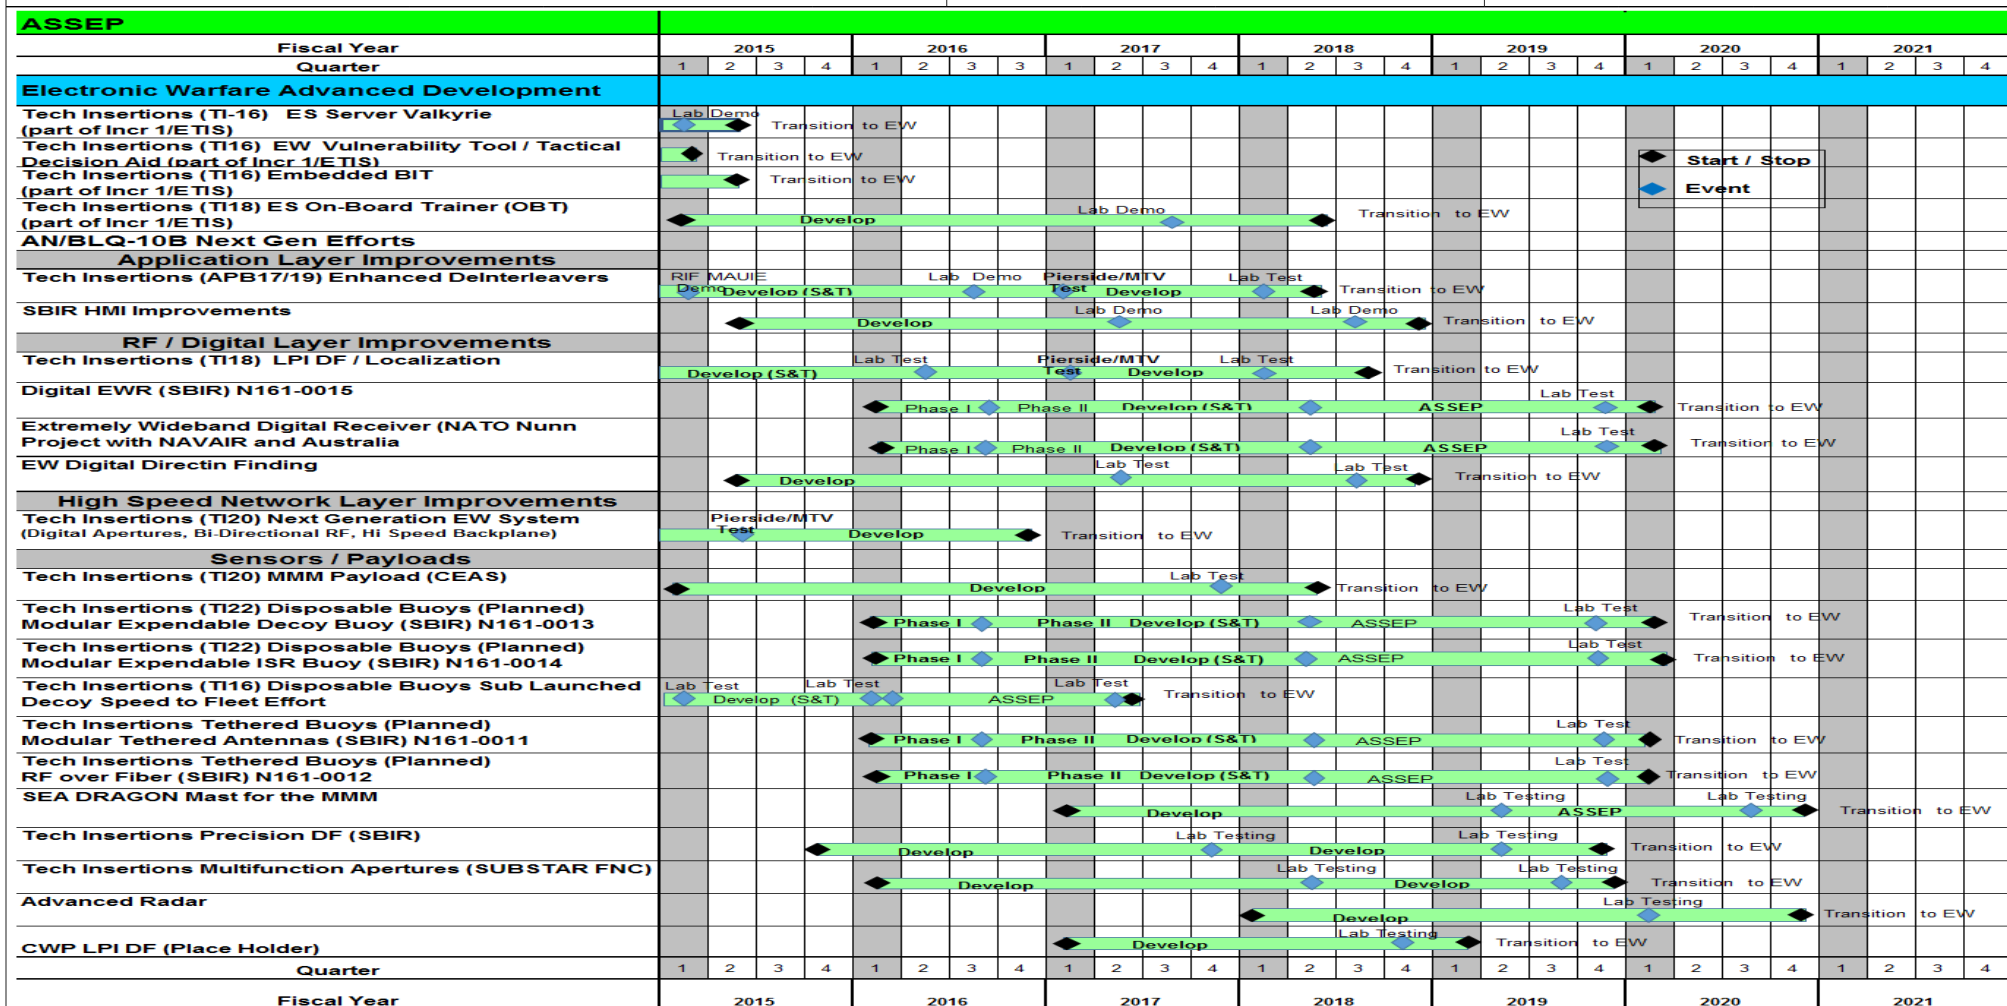 ASSEP
Fiscal Year 2015 2016 2017 2018 2019 2020 2021
Quarter 1 2 3 4 1 2 3 3 1 2 3 4 1 2 3 4 1 2 3 4 1 2 3 4 1 2 3 4
Electronic Warfare Advanced Development
Tech Insertions (TI-16) ES Server Valkyrie
(part of Incr 1/ETIS)
Lab Demo
Transition to EW
Tech Insertions (TI16) EW Vulnerability Tool / Tactical
Decision Aid (part of Incr 1/ETIS)
Transition to EW
Start / Stop
Event
Tech Insertions (TI16) Embedded BIT
(part of Incr 1/ETIS)
Transition to EW
Tech Insertions (TI18) ES On-Board Trainer (OBT)
(part of Incr 1/ETIS)
Develop
Lab Demo
Transition to EW
AN/BLQ-10B Next Gen Efforts
Application Layer Improvements
Tech Insertions (APB17/19) Enhanced DeInterleavers
RIF MAUIE
Demo
Develop (S&T)
Lab Demo
Pierside/MTV
Test
Develop
Lab Test
Transition to EW
SBIR HMI Improvements
Develop
Lab Demo
Lab Demo
Transition to EW
RF / Digital Layer Improvements
Tech Insertions (TI18) LPI DF / Localization
Develop (S&T)
Lab Test
Pierside/MTV
Test
Develop
Lab Test
Transition to EW
Digital EWR (SBIR) N161-0015
Phase I
Phase II
Develop (S&T)
ASSEP
Lab Test
Transition to EW
Extremely Wideband Digital Receiver (NATO Nunn
Project with NAVAIR and Australia
Phase I
Phase II
Develop (S&T)
ASSEP
Lab Test
Transition to EW
EW Digital Directin Finding
Develop
Lab Test
Lab Test
Transition to EW
High Speed Network Layer Improvements
Tech Insertions (TI20) Next Generation EW System
(Digital Apertures, Bi-Directional RF, Hi Speed Backplane)
Pierside/MTV
Test
Develop
Transition to EW
Sensors / Payloads
Tech Insertions (TI20) MMM Payload (CEAS)
Develop
Lab Test
Transition to EW
Tech Insertions (TI22) Disposable Buoys (Planned)
Modular Expendable Decoy Buoy (SBIR) N161-0013
Phase I
Phase II
Develop (S&T)
ASSEP
Lab Test
Transition to EW
Tech Insertions (TI22) Disposable Buoys (Planned)
Modular Expendable ISR Buoy (SBIR) N161-0014
Phase I
Phase II
Develop (S&T)
ASSEP
Lab Test
Transition to EW
Tech Insertions (TI16) Disposable Buoys Sub Launched
Decoy Speed to Fleet Effort
Lab Test
Develop (S&T)
Lab Test
ASSEP
Lab Test
Transition to EW
Tech Insertions Tethered Buoys (Planned)
Modular Tethered Antennas (SBIR) N161-0011
Phase I
Phase II
Develop (S&T)
ASSEP
Lab Test
Transition to EW
Tech Insertions Tethered Buoys (Planned)
RF over Fiber (SBIR) N161-0012
Phase I
Phase II
Develop (S&T)
ASSEP
Lab Test
Transition to EW
SEA DRAGON Mast for the MMM
Develop
Lab Testing
ASSEP
Lab Testing
Transition to EW
Tech Insertions Precision DF (SBIR)
Develop
Lab Testing
Develop
Lab Testing
Transition to EW
Tech Insertions Multifunction Apertures (SUBSTAR FNC)
Develop
Lab Testing
Develop
Lab Testing
Transition to EW
Advanced Radar
Develop
Lab Testing
Transition to EW
CWP LPI DF (Place Holder)
Develop
Lab Testing
Transition to EW
Quarter 1 2 3 4 1 2 3 4 1 2 3 4 1 2 3 4 1 2 3 4 1 2 3 4 1 2 3 4
Fiscal Year 2015 2016 2017 2018 2019 2020 2021